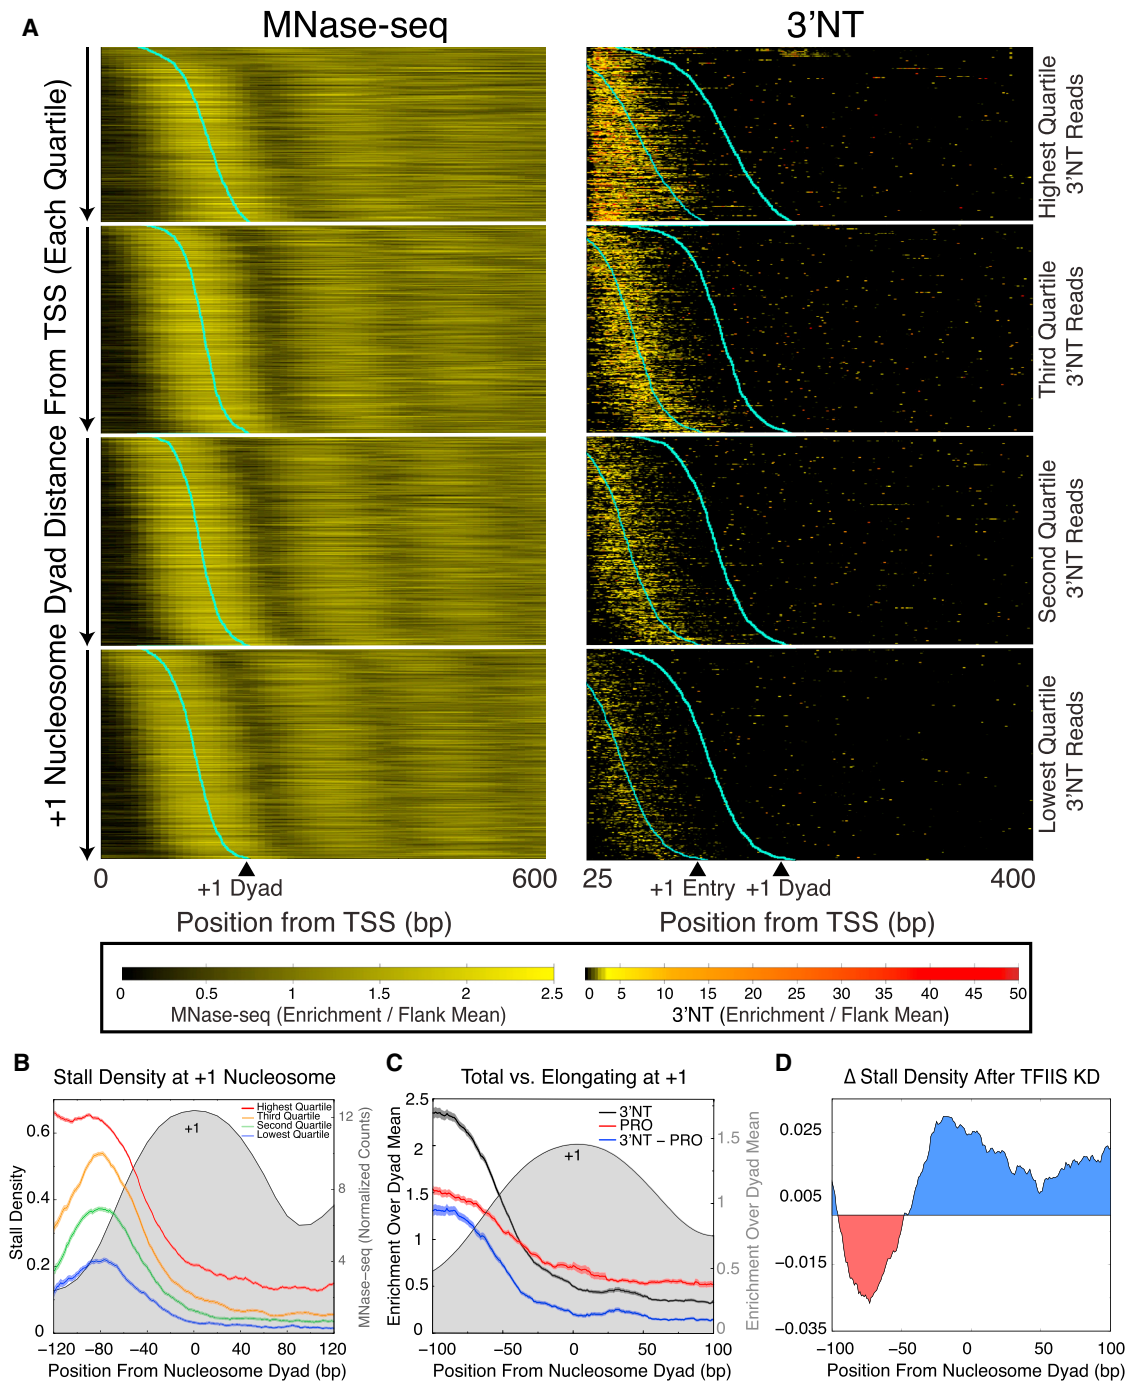 A
MNase-seq
3'NT
+1 Nucleosome Dyad Distance From TSS (Each Quartile)
Highest Quartile
3'NT Reads
Third Quartile
3'NT Reads
Second Quartile
3'NT Reads
Lowest Quartile
3'NT Reads
0
+1 Dyad
600
25
+1 Entry
+1 Dyad
400
Position from TSS (bp)
Position from TSS (bp)
0 0.5 1 1.5 2 2.5
MNase-seq (Enrichment / Flank Mean)
0 5 10 15 20 25 30 35 40 45 50
3'NT (Enrichment / Flank Mean)
B
Stall Density at +1 Nucleosome
Highest Quartile
Third Quartile
Second Quartile
Lowest Quartile
+1
Stall Density
0.6
0.4
0.2
0
12
8
4
MNase−seq (Normalized Counts)
−120 −80 −40 0 40 80 120
Position From Nucleosome Dyad (bp)
C
Total vs. Elongating at +1
3'NT
PRO
3'NT − PRO
+1
Enrichment Over Dyad Mean
2.5
2
1.5
1
0.5
0
1.5
1
0.5
0
Enrichment Over Dyad Mean
−100 −50 0 50 100
Position From Nucleosome Dyad (bp)
D
Δ Stall Density After TFIIS KD
0.025
0.005
−0.015
−0.035
−100 −50 0 50 100
Position From Nucleosome Dyad (bp)